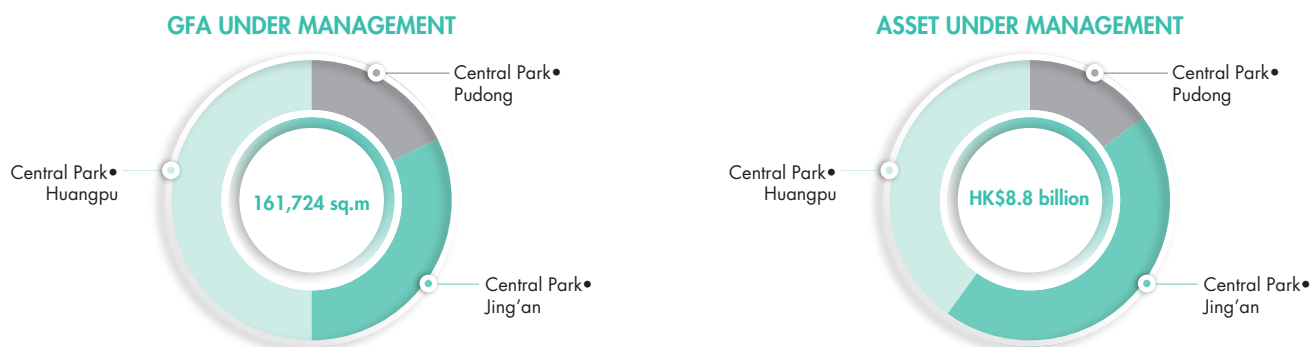 GFA UNDER MANAGEMENT
Central Park•
Pudong
Central Park•
Huangpu
161,724 sq.m
Central Park•
Jing’an
ASSET UNDER MANAGEMENT
Central Park•
Pudong
Central Park•
Huangpu
HK$8.8 billion
Central Park•
Jing’an